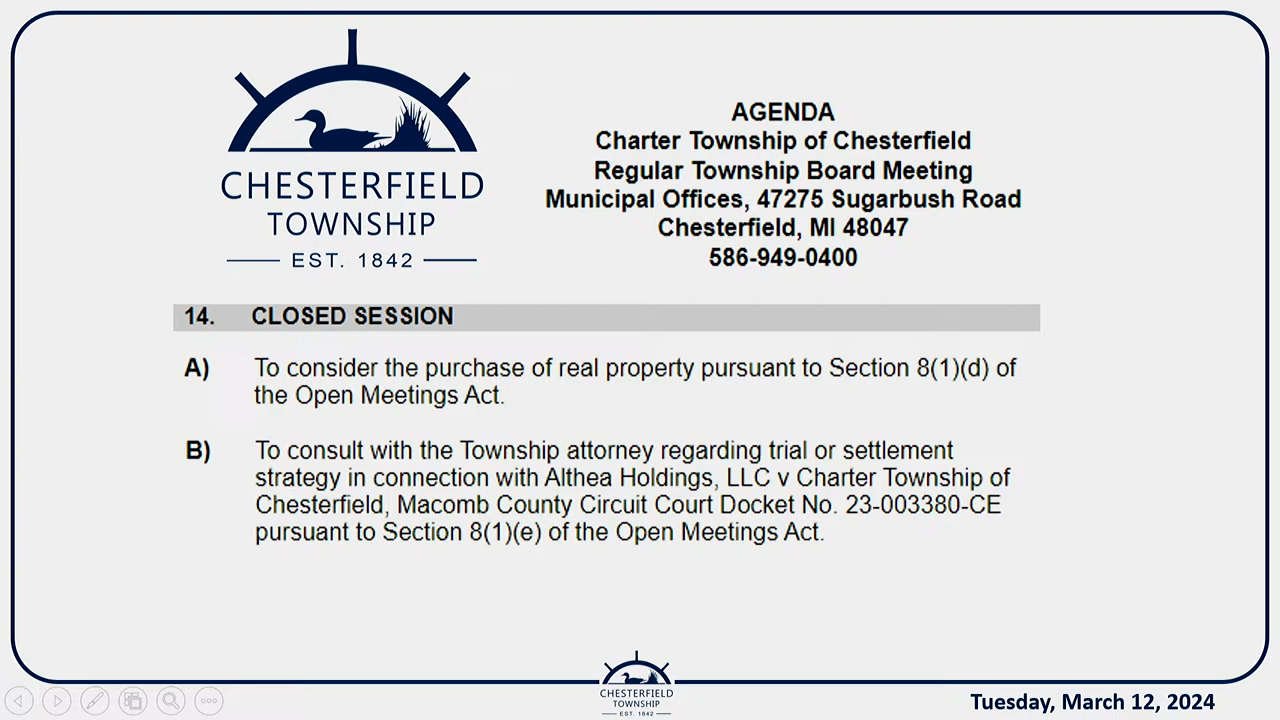 CHESTERFIELD
TOWNSHIP
EST. 1842
AGENDA
Charter Township of Chesterfield
Regular Township Board Meeting
Municipal Offices, 47275 Sugarbush Road
Chesterfield, MI 48047
586-949-0400
14. CLOSED SESSION
A) To consider the purchase of real property pursuant to Section 8(1)(d) of
the Open Meetings Act.
B) To consult with the Township attorney regarding trial or settlement
strategy in connection with Althea Holdings, LLC v Charter Township of
Chesterfield, Macomb County Circuit Court Docket No. 23-003380-CE
pursuant to Section 8(1)(e) of the Open Meetings Act.
CHESTERFIELD
TOWNSHIP
EST. 1842
Tuesday, March 12, 2024